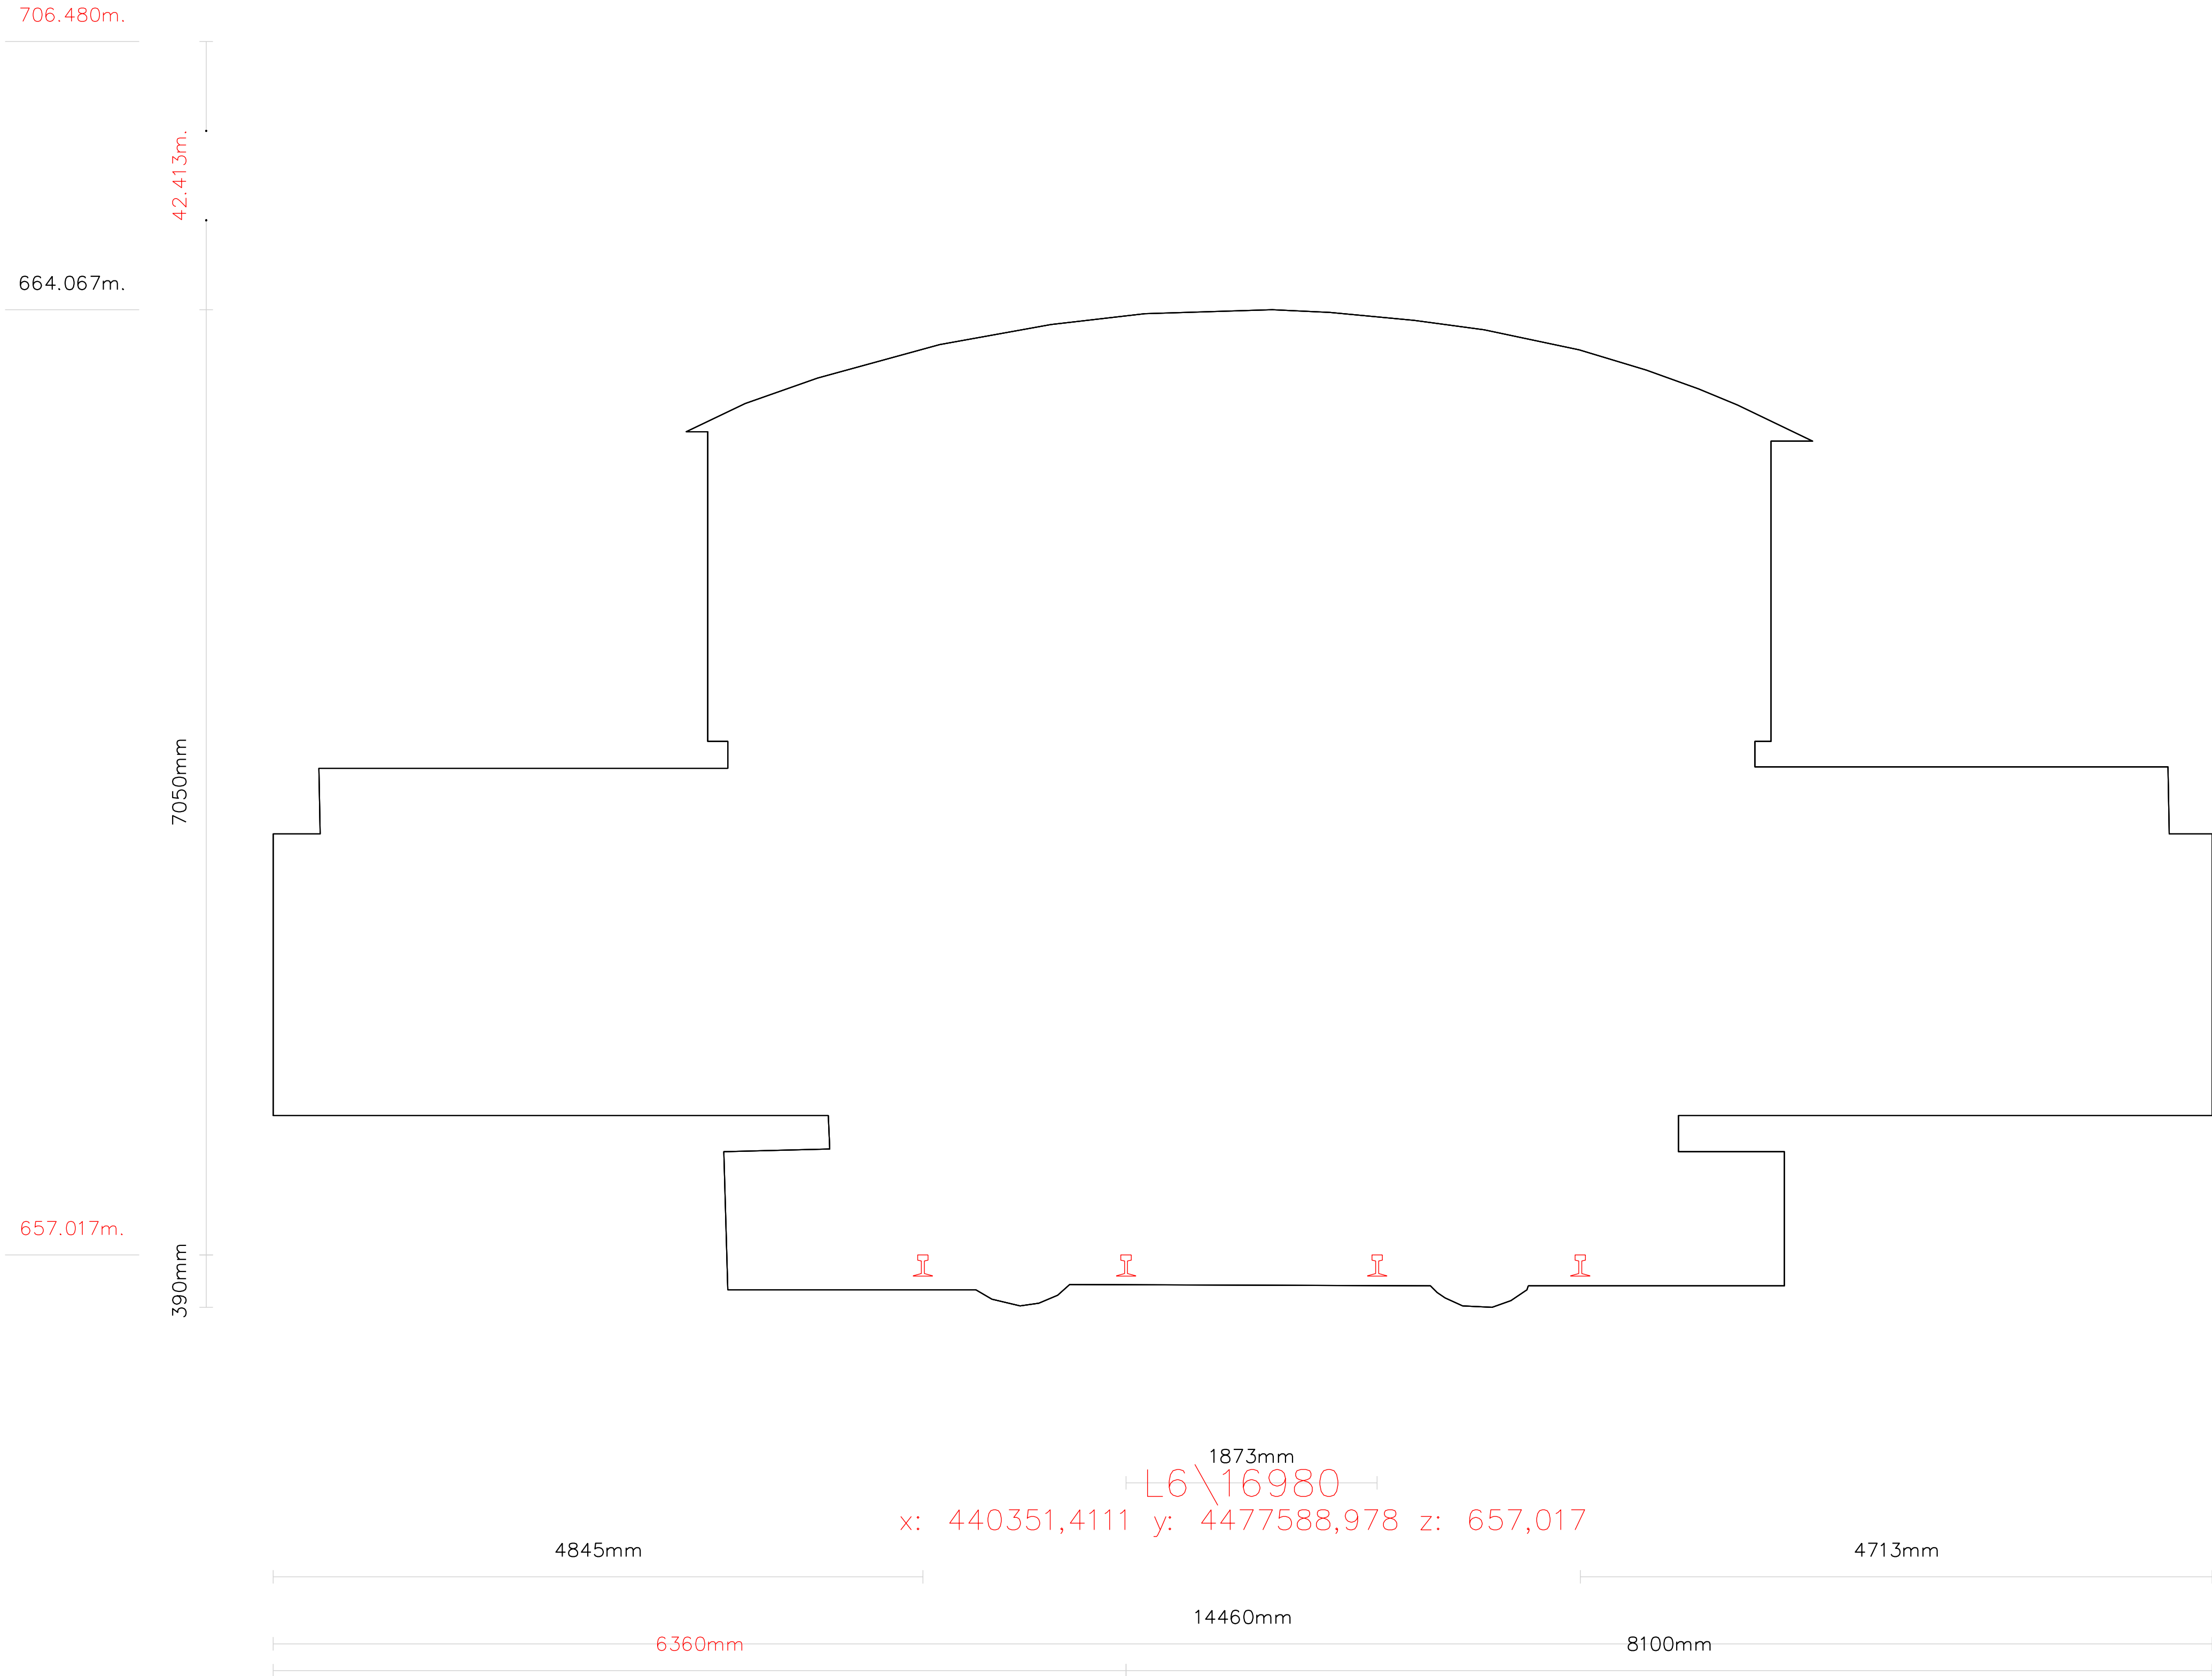 706.480m.
42.413m.
664.067m.
7050mm
657.017m.
390mm
1873mm
L6\16980
x: 440351,4111 y: 4477588,978 z: 657,017
4845mm
4713mm
14460mm
6360mm
8100mm